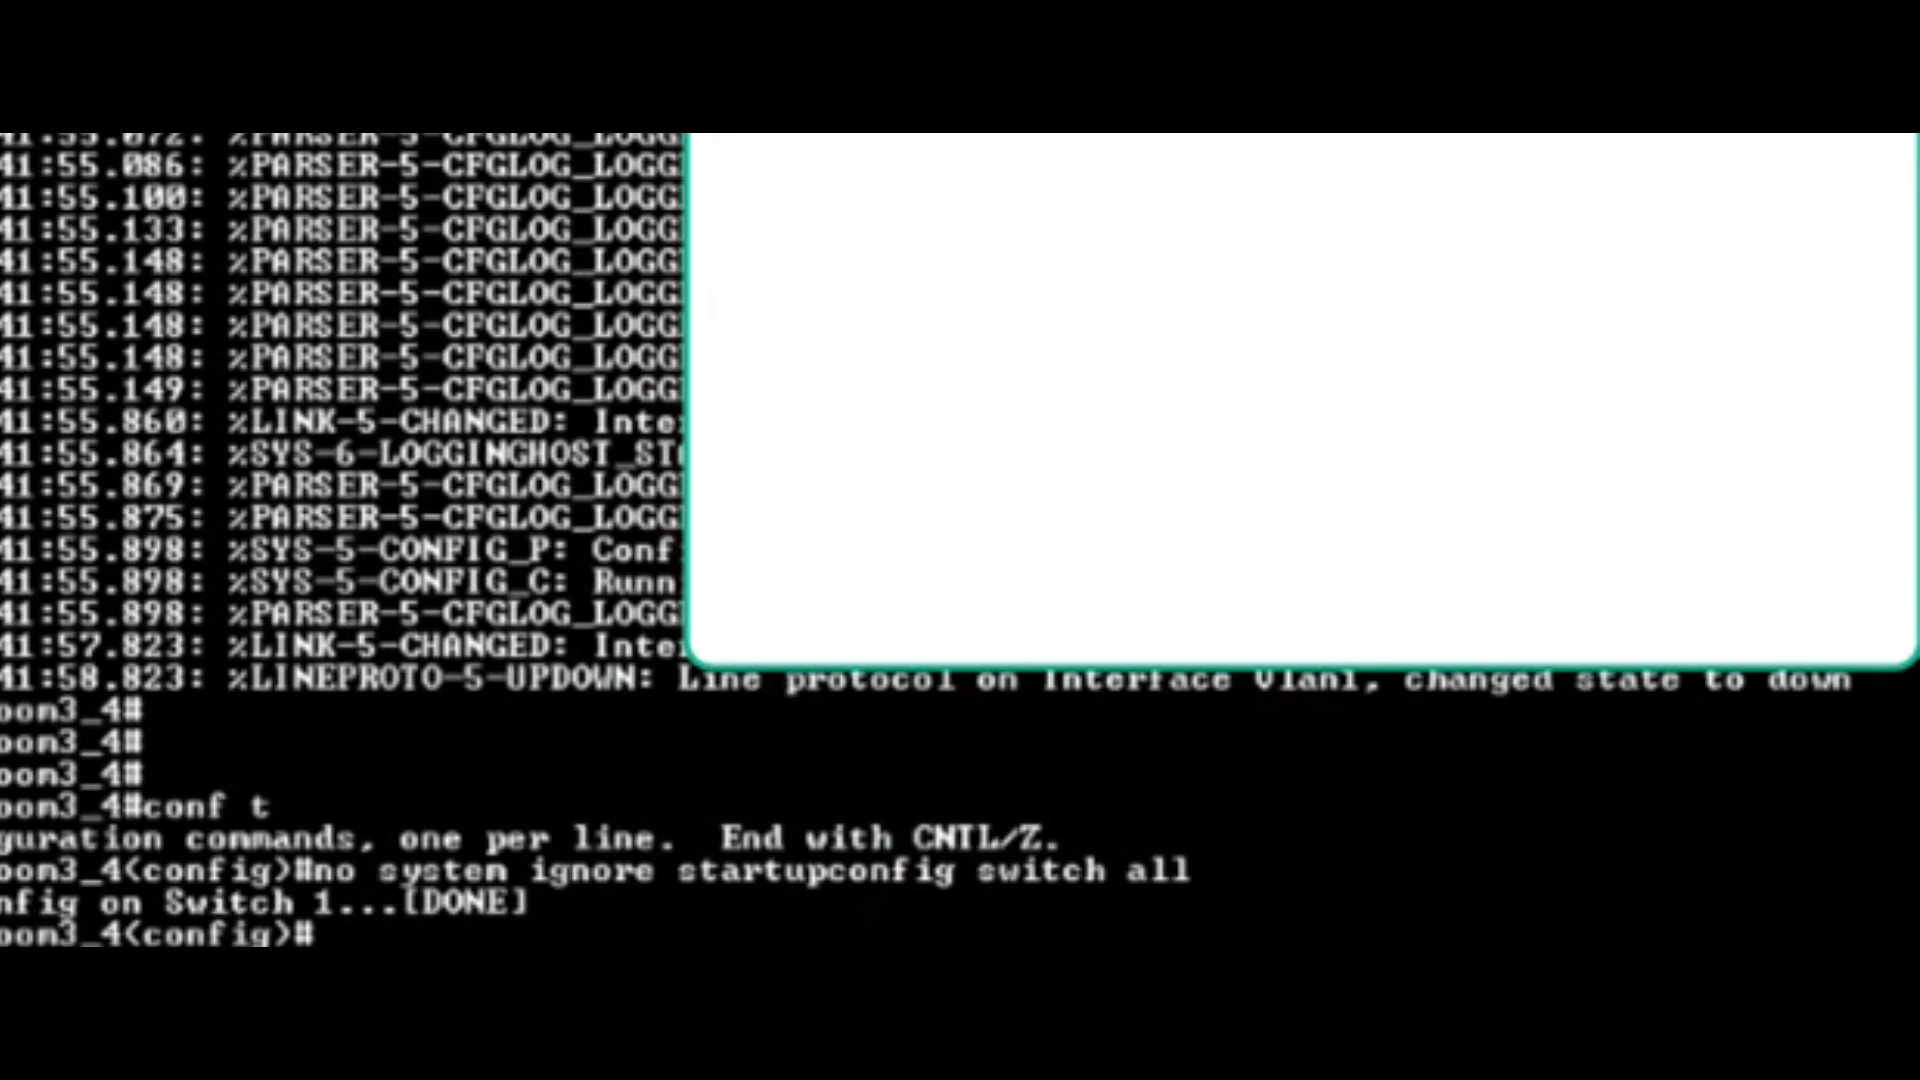 41:55.072: %PARSER-5-CFGLOG_LOGG
41:55.086: %PARSER-5-CFGLOG_LOGG
41:55.100: %PARSER-5-CFGLOG_LOGG
41:55.133: %PARSER-5-CFGLOG_LOGG
41:55.148: %PARSER-5-CFGLOG_LOGG
41:55.148: %PARSER-5-CFGLOG_LOGG
41:55.148: %PARSER-5-CFGLOG_LOGG
41:55.148: %PARSER-5-CFGLOG_LOGG
41:55.149: %PARSER-5-CFGLOG_LOGG
41:55.860: %LINK-5-CHANGED: Inte
41:55.864: %SYS-6-LOGGINGHOST_ST
41:55.869: %PARSER-5-CFGLOG_LOGG
41:55.875: %PARSER-5-CFGLOG_LOGG
41:55.898: %SYS-5-CONFIG_P: Conf
41:55.898: %SYS-5-CONFIG_C: Runn
41:55.898: %PARSER-5-CFGLOG_LOGG
41:57.823: %LINK-5-CHANGED: Inte
41:58.823: %LINEPROTO-5-UPDOWN: Line protocol on Interface Vlan1, changed state to down
oom3_4#
oom3_4#
oom3_4#
oom3_4#conf t
guration commands, one per line.  End with CNTL/Z.
oom3_4(config)#no system ignore startupconfig switch all
nfig on Switch 1...[DONE]
oom3_4(config)#